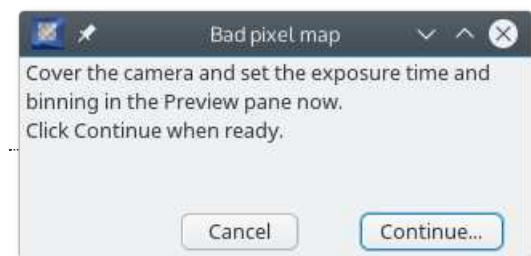 Bad pixel map
Cover the camera and set the exposure time and
binning in the Preview pane now.
Click Continue when ready.
Cancel
Continue...